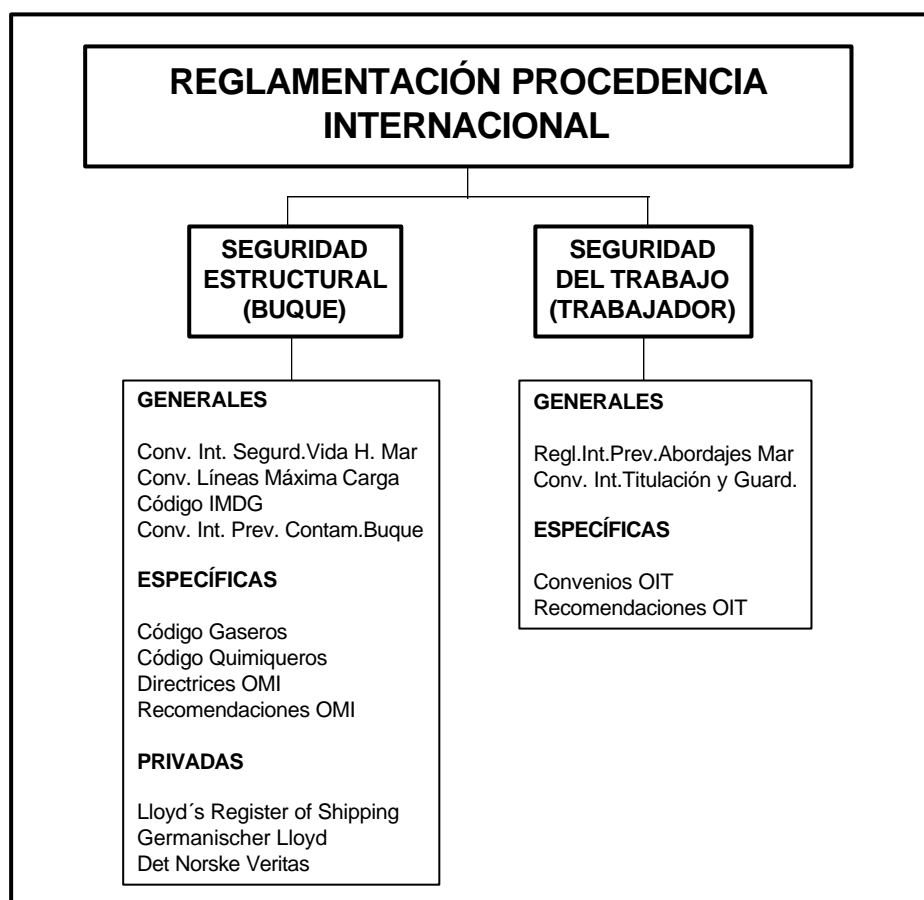 REGLAMENTACIÓN PROCEDENCIA
INTERNACIONAL
SEGURIDAD
ESTRUCTURAL
(BUQUE)
GENERALES
Conv. Int. Segurd.Vida H. Mar
Conv. Líneas Máxima Carga
Código IMDG
Conv. Int. Prev. Contam.Buque
ESPECÍFICAS
Código Gaseros
Código Quimiqueros
Directrices OMI
Recomendaciones OMI
PRIVADAS
Lloyd´s Register of Shipping
Germanischer Lloyd
Det Norske Veritas
SEGURIDAD
DEL TRABAJO
(TRABAJADOR)
GENERALES
Regl.Int.Prev.Abordajes Mar
Conv. Int.Titulación y Guard.
ESPECÍFICAS
Convenios OIT
Recomendaciones OIT